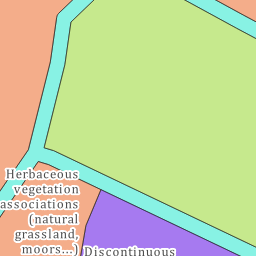 Herbaceous
vegetation
associations
(natural
grassland,
moors...)
Discontinuous